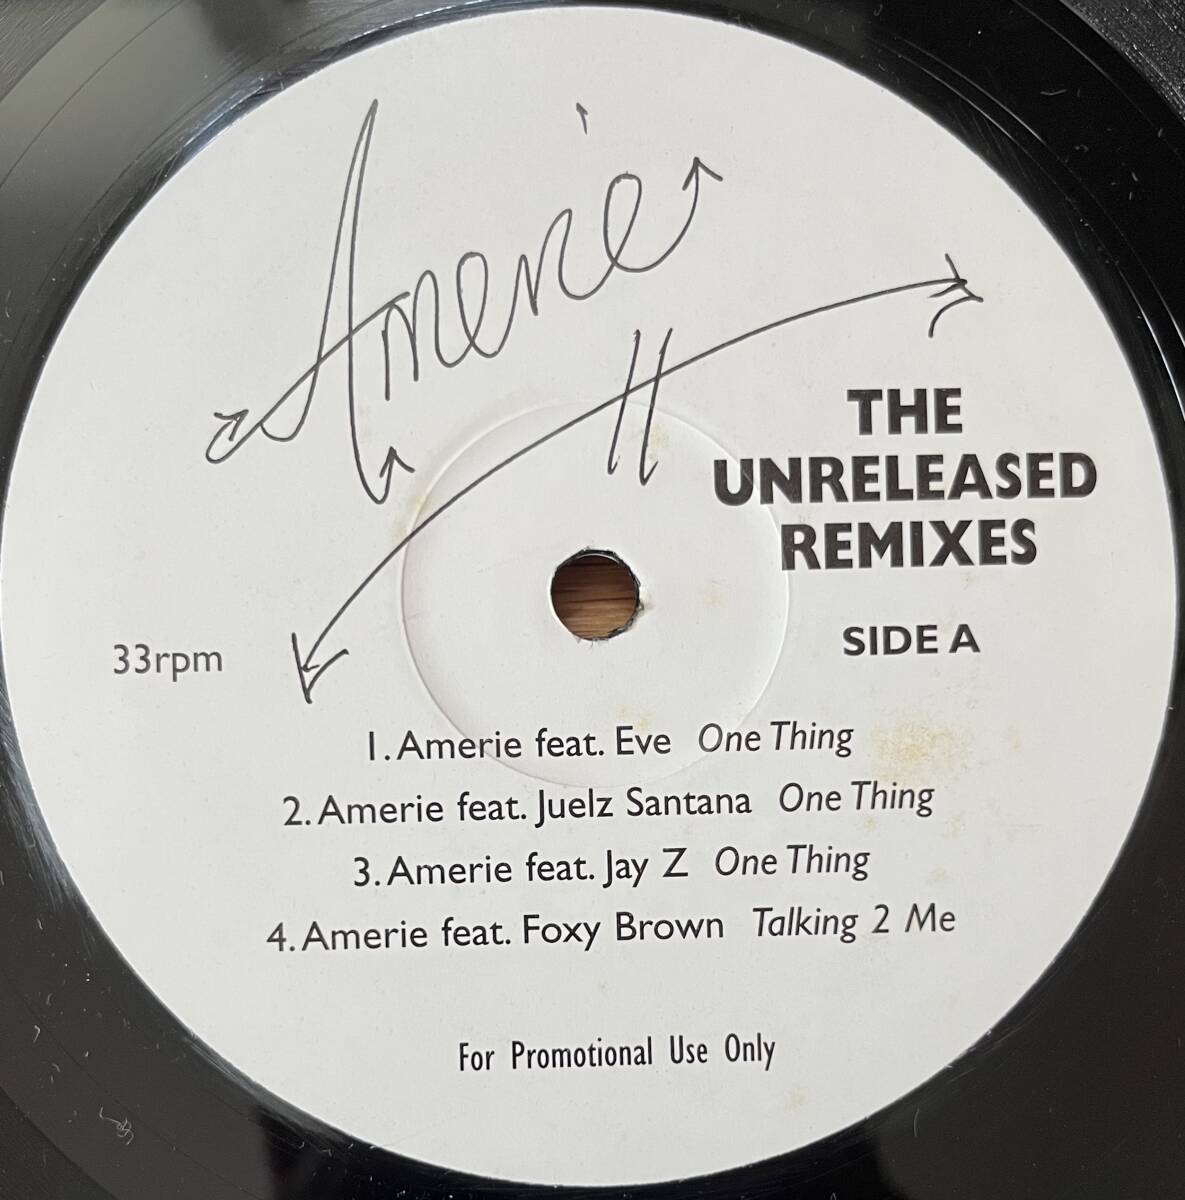 Amerie
THE
UNRELEASED
REMIXES
SIDE A
33rpm
1. Amerie feat. Eve One Thing
2. Amerie feat. Juelz Santana One Thing
3. Amerie feat. Jay Z One Thing
4. Amerie feat. Foxy Brown Talking 2 Me
For Promotional Use Only